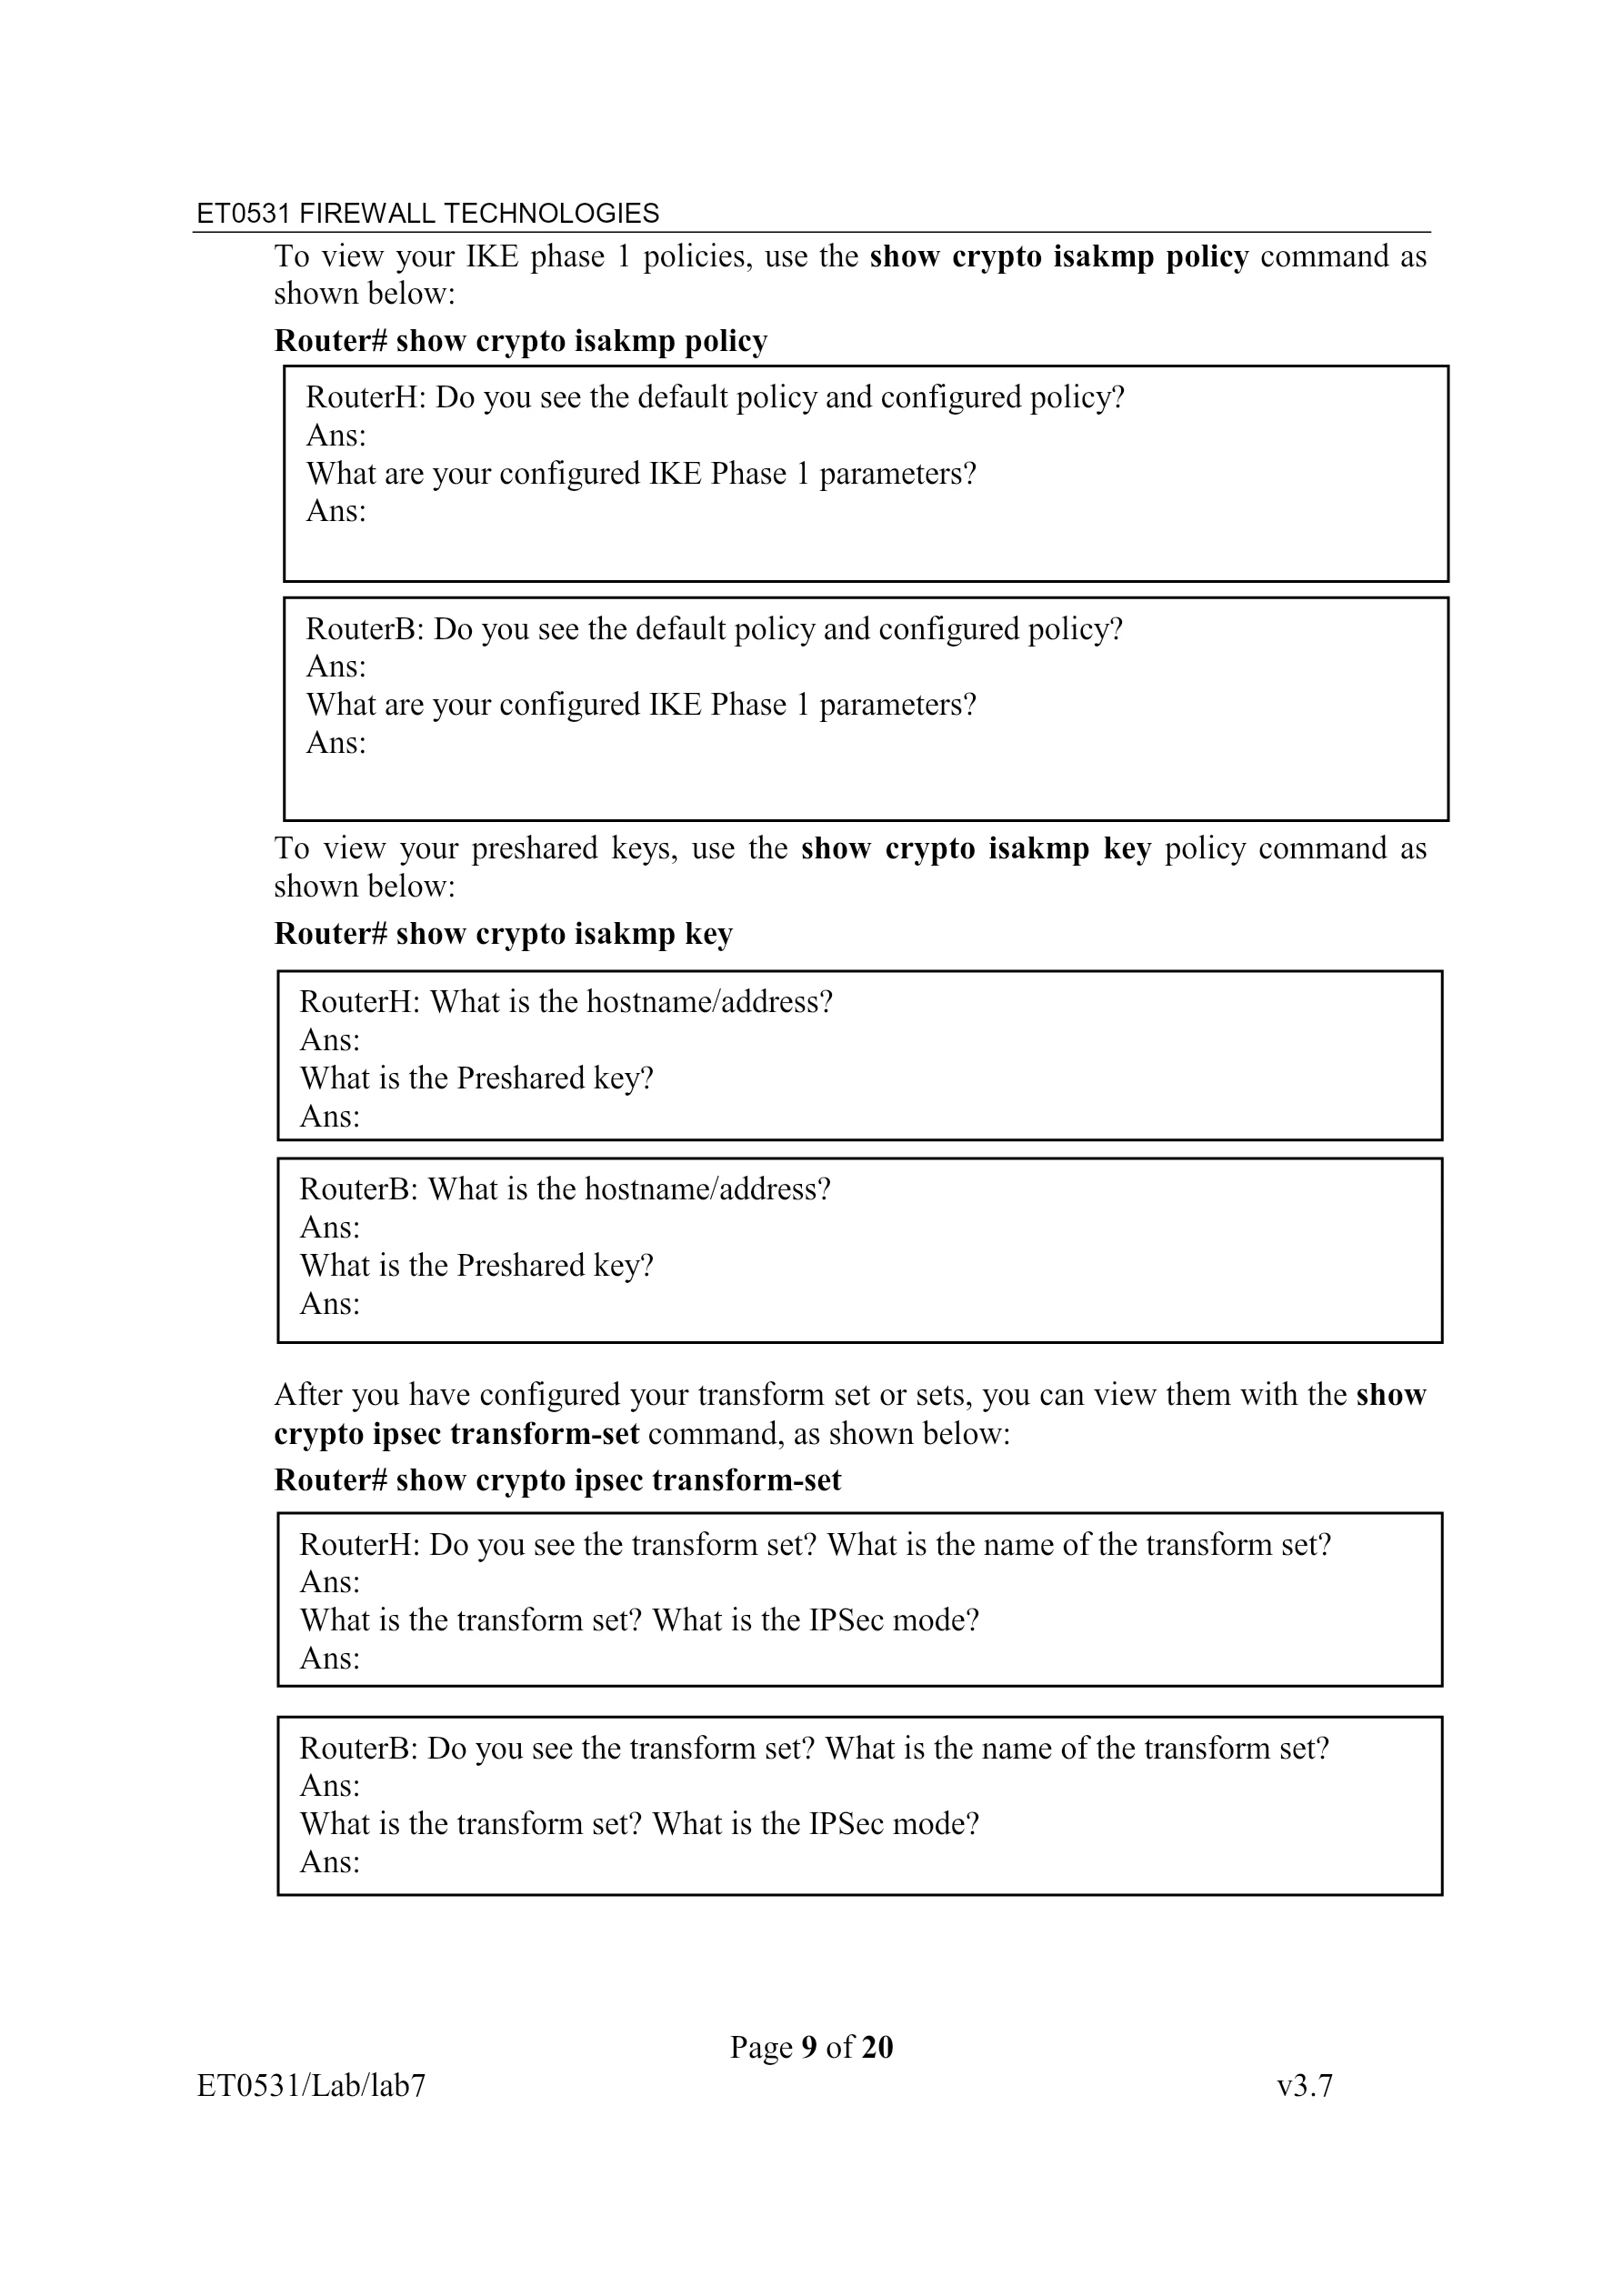 ET0531 FIREWALL TECHNOLOGIES
To view your IKE phase 1 policies, use the show crypto isakmp policy command as
shown below:
Router# show crypto isakmp policy
RouterH: Do you see the default policy and configured policy?
Ans:
What are your configured IKE Phase 1 parameters?
Ans:
RouterB: Do you see the default policy and configured policy?
Ans:
What are your configured IKE Phase 1 parameters?
Ans:
To view your preshared keys, use the show crypto isakmp key policy command as
shown below:
Router# show crypto isakmp key
RouterH: What is the hostname/address?
Ans:
What is the Preshared key?
Ans:
RouterB: What is the hostname/address?
Ans:
What is the Preshared key?
Ans:
After you have configured your transform set or sets, you can view them with the show
crypto ipsec transform-set command, as shown below:
Router# show crypto ipsec transform-set
RouterH: Do you see the transform set? What is the name of the transform set?
Ans:
What is the transform set? What is the IPSec mode?
Ans:
RouterB: Do you see the transform set? What is the name of the transform set?
Ans:
What is the transform set? What is the IPSec mode?
Ans:
Page 9 of 20
ET0531/Lab/lab7 v3.7